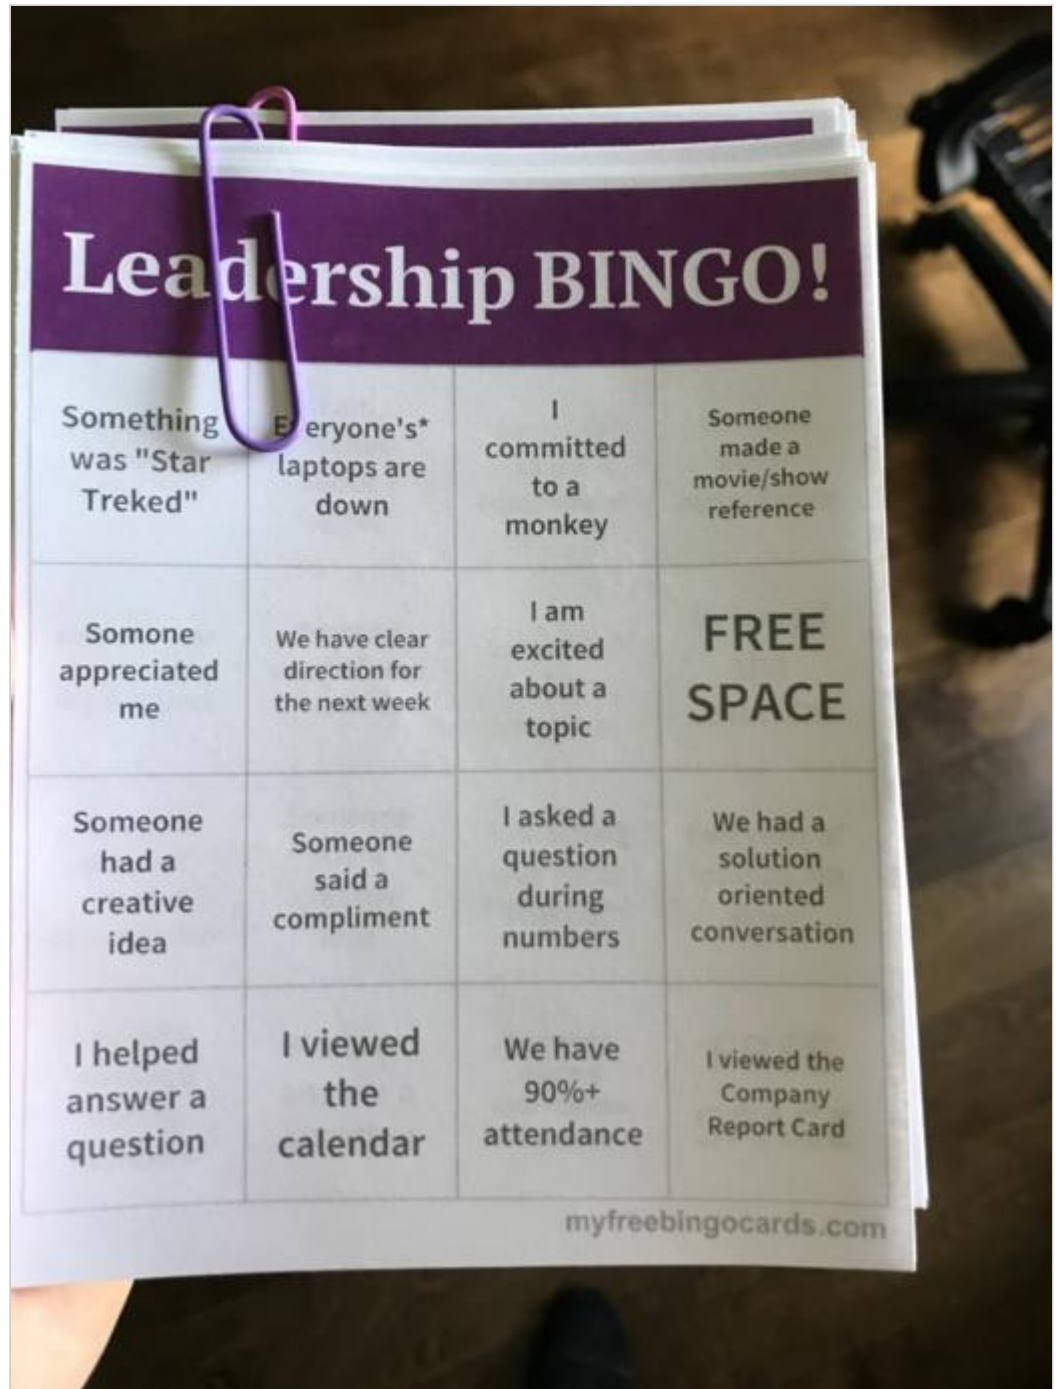 Leadership BINGO!
Something
was "Star
Treked"
Everyone's*
laptops are
down
I
committed
to a
monkey
Someone
made a
movie/show
reference
Somone
appreciated
me
We have clear
direction for
the next week
I am
excited
about a
topic
FREE
SPACE
Someone
had a
creative
idea
Someone
said a
compliment
I asked a
question
during
numbers
We had a
solution
oriented
conversation
I helped
answer a
question
I viewed
the
calendar
We have
90%+
attendance
I viewed the
Company
Report Card
myfreebingocards.com